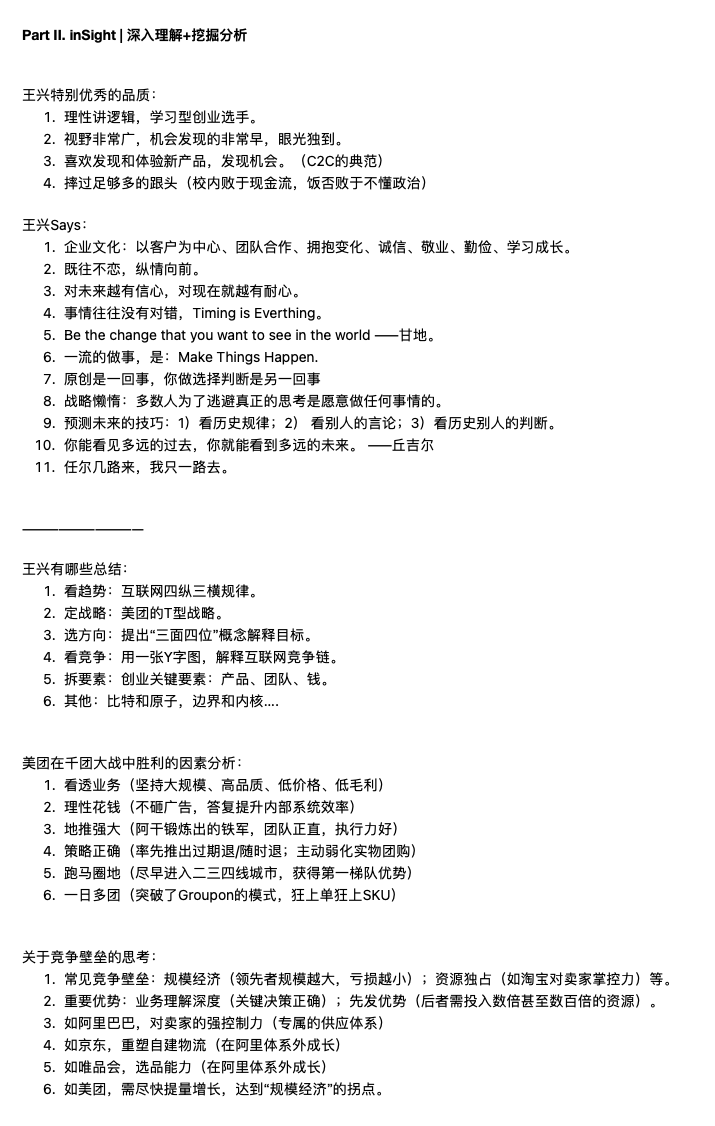 Part II. inSight | 深入理解+挖掘分析
王兴特别优秀的品质：
1. 理性讲逻辑，学习型创业选手。
2. 视野非常广，机会发现的非常早，眼光独到。
3. 喜欢发现和体验新产品，发现机会。（C2C的典范）
4. 摔过足够多的跟头（校内败于现金流，饭否败于不懂政治）
王兴Says：
1. 企业文化：以客户为中心、团队合作、拥抱变化、诚信、敬业、勤俭、学习成长。
2. 既往不恋，纵情向前。
3. 对未来越有信心，对现在就越有耐心。
4. 事情往往没有对错，Timing is Everthing。
5. Be the change that you want to see in the world ——甘地。
6. 一流的做事，是：Make Things Happen.
7. 原创是一回事，你做选择判断是另一回事
8. 战略懒惰：多数人为了逃避真正的思考是愿意做任何事情的。
9. 预测未来的技巧：1）看历史规律；2） 看别人的言论；3）看历史别人的判断。
10. 你能看见多远的过去，你就能看到多远的未来。 ——丘吉尔
11. 任尔几路来，我只一路去。
——————————
王兴有哪些总结：
1. 看趋势：互联网四纵三横规律。
2. 定战略：美团的T型战略。
3. 选方向：提出“三面四位”概念解释目标。
4. 看竞争：用一张Y字图，解释互联网竞争链。
5. 拆要素：创业关键要素：产品、团队、钱。
6. 其他：比特和原子，边界和内核....
美团在千团大战中胜利的因素分析：
1. 看透业务（坚持大规模、高品质、低价格、低毛利）
2. 理性花钱（不砸广告，答复提升内部系统效率）
3. 地推强大（阿干锻炼出的铁军，团队正直，执行力好）
4. 策略正确（率先推出过期退/随时退；主动弱化实物团购）
5. 跑马圈地（尽早进入二三四线城市，获得第一梯队优势）
6. 一日多团（突破了Groupon的模式，狂上单狂上SKU）
关于竞争壁垒的思考：
1. 常见竞争壁垒：规模经济（领先者规模越大，亏损越小）；资源独占（如淘宝对卖家掌控力）等。
2. 重要优势：业务理解深度（关键决策正确）；先发优势（后者需投入数倍甚至数百倍的资源）。
3. 如阿里巴巴，对卖家的强控制力（专属的供应体系）
4. 如京东，重塑自建物流（在阿里体系外成长）
5. 如唯品会，选品能力（在阿里体系外成长）
6. 如美团，需尽快提量增长，达到“规模经济”的拐点。